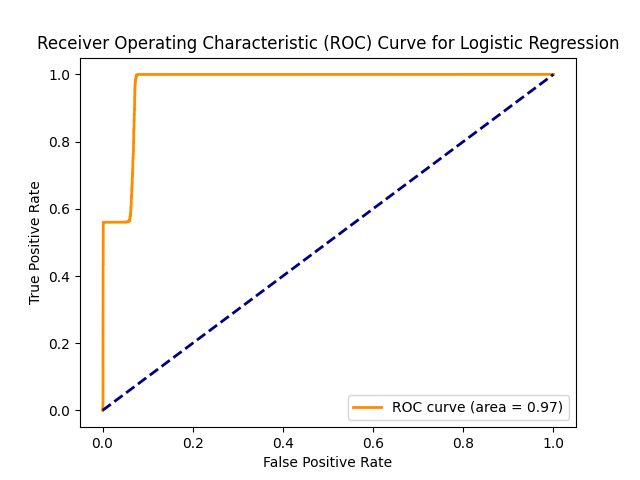 Receiver Operating Characteristic (ROC) Curve for Logistic Regression
True Positive Rate
1.0
0.8
0.6
0.4
0.2
0.0
ROC curve (area = 0.97)
0.0 0.2 0.4 0.6 0.8 1.0
False Positive Rate